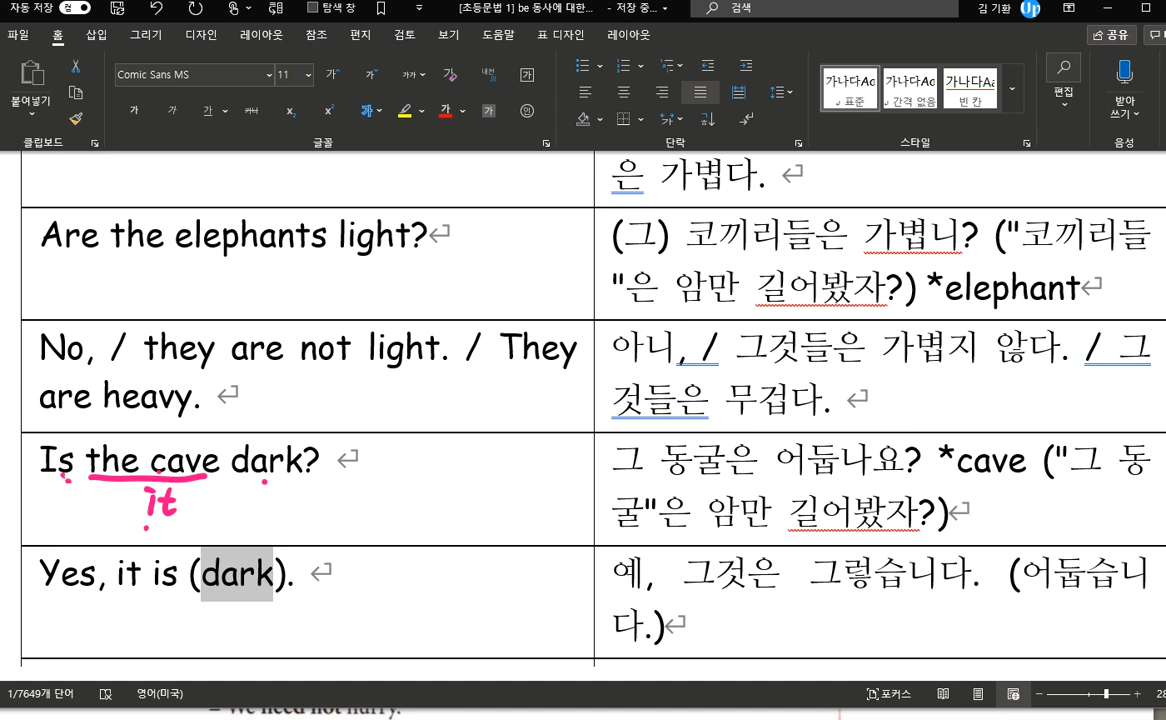 자동 저장 컴
탐색 창
[초등문법 1] be 동사에 대한... - 저장 중...
검색
김 기환
파일 홈 삽입 그리기 디자인 레이아웃 참조 편지 검토 보기 도움말 표 디자인 레이아웃
공유
붙여넣기
Comic Sans MS 11
가나다Ac 가나다Ac 가나다Aa
표준 간격 없음 빈 칸
편집
받아쓰기
클립보드 글꼴 단락 스타일 음성
은 가볍다.
Are the elephants light?
(그) 코끼리들은 가볍니? ("코끼리들
"은 암만 길어봤자?) *elephant
No, / they are not light. / They
are heavy.
아니, / 그것들은 가볍지 않다. / 그
것들은 무겁다.
Is the cave dark?
it
그 동굴은 어둡나요? *cave ("그 동
굴"은 암만 길어봤자?)
Yes, it is (dark).
예, 그것은 그렇습니다. (어둡습니
다.)
1/7649개 단어 영어(미국)
포커스
28
We need not hurry.